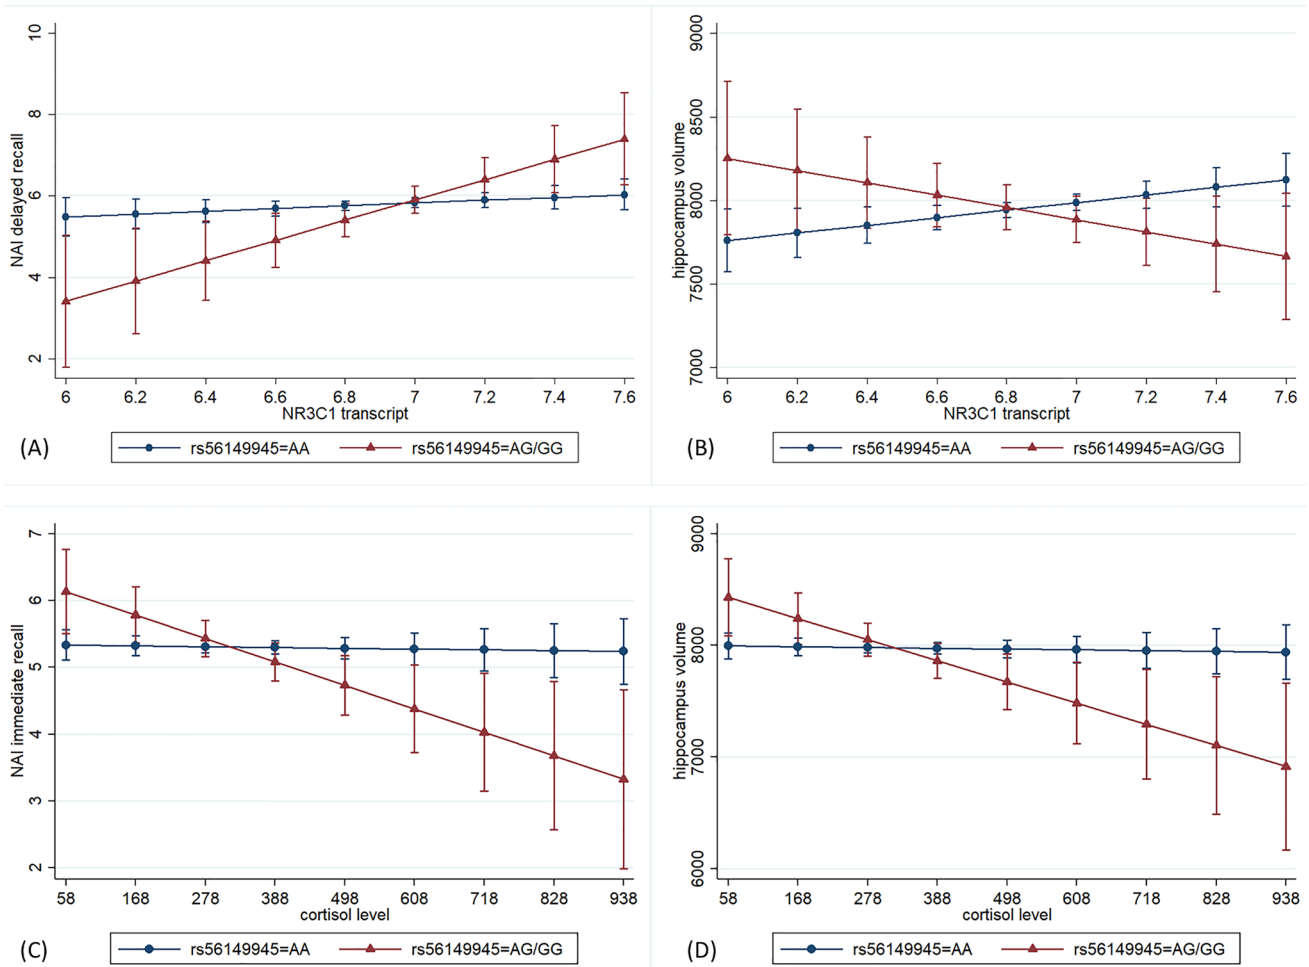 10
8
6
4
2
NAI delayed recall
6 6.2 6.4 6.6 6.8 7 7.2 7.4 7.6
NR3C1 transcript
(A)
rs56149945=AA rs56149945=AG/GG
9000
8500
8000
7500
7000
hippocampus volume
6 6.2 6.4 6.6 6.8 7 7.2 7.4 7.6
NR3C1 transcript
(B)
rs56149945=AA rs56149945=AG/GG
7
6
5
4
3
2
NAI immediate recall
58 168 278 388 498 608 718 828 938
cortisol level
(C)
rs56149945=AA rs56149945=AG/GG
9000
8000
7000
6000
hippocampus volume
58 168 278 388 498 608 718 828 938
cortisol level
(D)
rs56149945=AA rs56149945=AG/GG